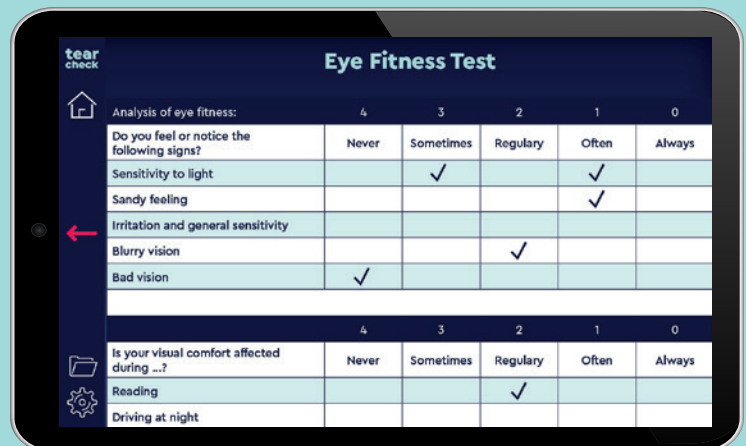 tear
check
Eye Fitness Test
Analysis of eye fitness: 4 3 2 1 0
Do you feel or notice the
following signs? Never Sometimes Regulary Often Always
Sensitivity to light ✓ ✓
Sandy feeling ✓
Irritation and general sensitivity
Blurry vision ✓
Bad vision ✓
4 3 2 1 0
Is your visual comfort affected
during ...? Never Sometimes Regulary Often Always
Reading ✓
Driving at night